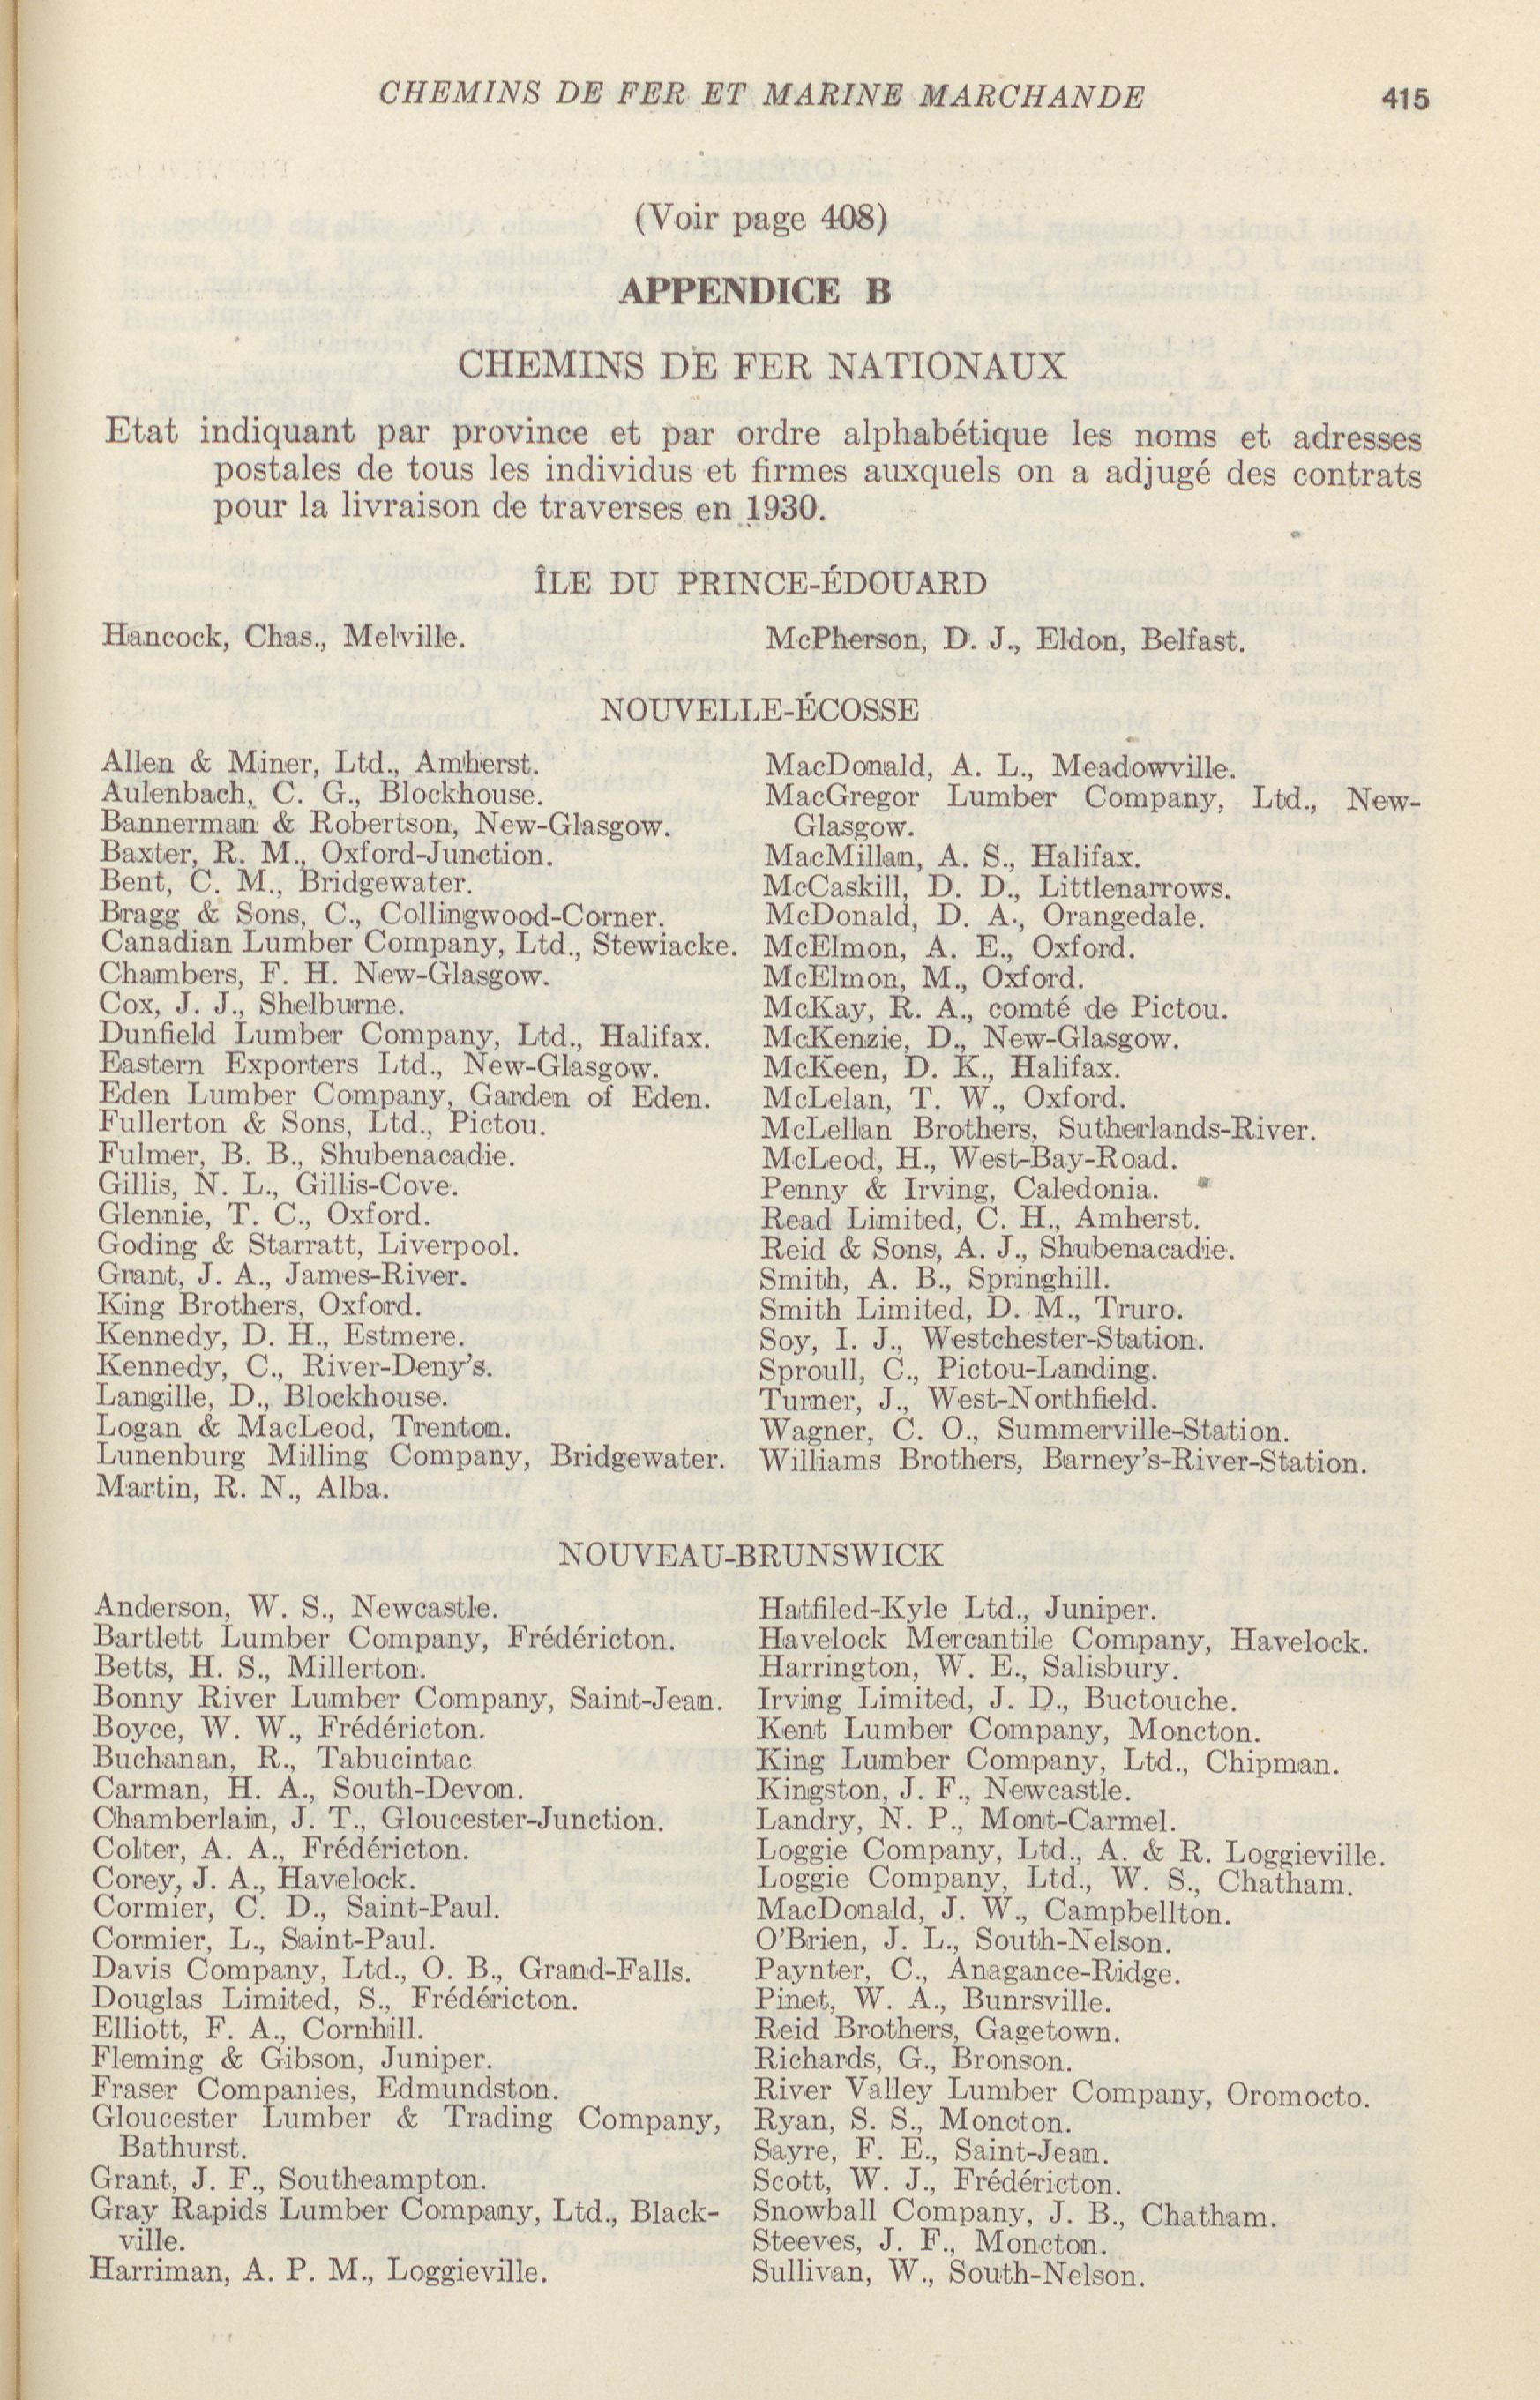 CHEMINS DE FER ET MARINE MARCHANDE 415
(Voir page 408)
APPENDICE B
CHEMINS DE FER NATIONAUX
Etat indiquant par province et par ordre alphabétique les noms et adresses
postales de tous les individus et firmes auxquels on a adjugé des contrats
pour la livraison de traverses en 1930.
ÎLE DU PRINCE-ÉDOUARD
Hancock, Chas., Melville.
McPherson, D. J., Eldon, Belfast.
NOUVELLE-ÉCOSSE
Allen & Miner, Ltd., Amherst.
Aulenbach, C. G., Blockhouse.
Bannerman & Robertson, New-Glasgow.
Baxter, R. M., Oxford-Junction.
Bent, C. M., Bridgewater.
Bragg & Sons, C., Collingwood-Corner.
Canadian Lumber Company, Ltd., Stewiacke.
Chambers, F. H. New-Glasgow.
Cox, J. J., Shelburne.
Dunfield Lumber Company, Ltd., Halifax.
Eastern Exporters Ltd., New-Glasgow.
Eden Lumber Company, Garden of Eden.
Fullerton & Sons, Ltd., Pictou.
Fulmer, B. B., Shubenacadie.
Gillis, N. L., Gillis-Cove.
Glennie, T. C., Oxford.
Goding & Starratt, Liverpool.
Grant, J. A., James-River.
King Brothers, Oxford.
Kennedy, D. H., Estmere.
Kennedy, C., River-Deny's.
Langille, D., Blockhouse.
Logan & MacLeod, Trenton.
Lunenburg Milling Company, Bridgewater.
Martin, R. N., Alba.
MacDonald, A. L., Meadowville.
MacGregor Lumber Company, Ltd., New-
Glasgow.
MacMillan, A. S., Halifax.
McCaskill, D. D., Littlenarrows.
McDonald, D. A., Orangedale.
McElmon, A. E., Oxford.
McElmon, M., Oxford.
McKay, R. A., comté de Pictou.
McKenzie, D., New-Glasgow.
McKeen, D. K., Halifax.
McLelan, T. W., Oxford.
McLellan Brothers, Sutherlands-River.
McLeod, H., West-Bay-Road.
Penny & Irving, Caledonia.
Read Limited, C. H., Amherst.
Reid & Sons, A. J., Shubenacadie.
Smith, A. B., Springhill.
Smith Limited, D. M., Truro.
Soy, I. J., Westchester-Station.
Sproull, C., Pictou-Landing.
Turner, J., West-Northfield.
Wagner, C. O., Summerville-Station.
Williams Brothers, Barney's-River-Station.
NOUVEAU-BRUNSWICK
Anderson, W. S., Newcastle.
Bartlett Lumber Company, Frédéricton.
Betts, H. S., Millerton.
Bonny River Lumber Company, Saint-Jean.
Boyce, W. W., Frédéricton.
Buchanan, R., Tabucintac.
Carman, H. A., South-Devon.
Chamberlain, J. T., Gloucester-Junction.
Colter, A. A., Frédéricton.
Corey, J. A., Havelock.
Cormier, C. D., Saint-Paul.
Cormier, L., Saint-Paul.
Davis Company, Ltd., O. B., Grand-Falls.
Douglas Limited, S., Frédéricton.
Elliott, F. A., Cornhill.
Fleming & Gibson, Juniper.
Fraser Companies, Edmundston.
Gloucester Lumber & Trading Company,
Bathurst.
Grant, J. F., Southeampton.
Gray Rapids Lumber Company, Ltd., Black-
ville.
Harriman, A. P. M., Loggieville.
Hatfiled-Kyle Ltd., Juniper.
Havelock Mercantile Company, Havelock.
Harrington, W. E., Salisbury.
Irving Limited, J. D., Buctouche.
Kent Lumber Company, Moncton.
King Lumber Company, Ltd., Chipman.
Kingston, J. F., Newcastle.
Landry, N. P., Mont-Carmel.
Loggie Company, Ltd., A. & R. Loggieville.
Loggie Company, Ltd., W. S., Chatham.
MacDonald, J. W., Campbellton.
O'Brien, J. L., South-Nelson.
Paynter, C., Anagance-Ridge.
Pinet, W. A., Bunrsville.
Reid Brothers, Gagetown.
Richards, G., Bronson.
River Valley Lumber Company, Oromocto.
Ryan, S. S., Moncton.
Sayre, F. E., Saint-Jean.
Scott, W. J., Frédéricton.
Snowball Company, J. B., Chatham.
Steeves, J. F., Moncton.
Sullivan, W., South-Nelson.